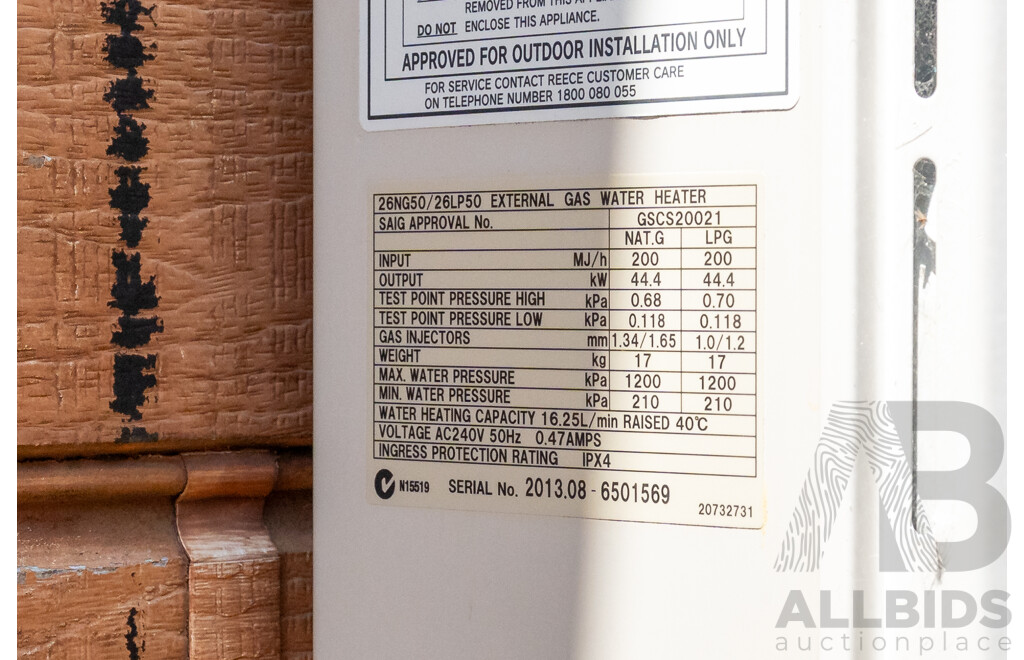 REMOVED FROM THIS
DO NOT ENCLOSE THIS APPLIANCE.
APPROVED FOR OUTDOOR INSTALLATION ONLY
FOR SERVICE CONTACT REECE CUSTOMER CARE
ON TELEPHONE NUMBER 1800 080 055
26NG50/26LP50 EXTERNAL GAS WATER HEATER
SAIG APPROVAL No. GSCS20021
NAT.G LPG
INPUT MJ/h 200 200
OUTPUT kW 44.4 44.4
TEST POINT PRESSURE HIGH kPa 0.68 0.70
TEST POINT PRESSURE LOW kPa 0.118 0.118
GAS INJECTORS mm 1.34/1.65 1.0/1.2
WEIGHT kg 17 17
MAX. WATER PRESSURE kPa 1200 1200
MIN. WATER PRESSURE kPa 210 210
WATER HEATING CAPACITY 16.25L/min RAISED 40℃
VOLTAGE AC240V 50Hz 0.47AMPS
INGRESS PROTECTION RATING IPX4
N15519 SERIAL No. 2013.08 - 6501569
20732731
AB
ALLBIDS
auctionplace